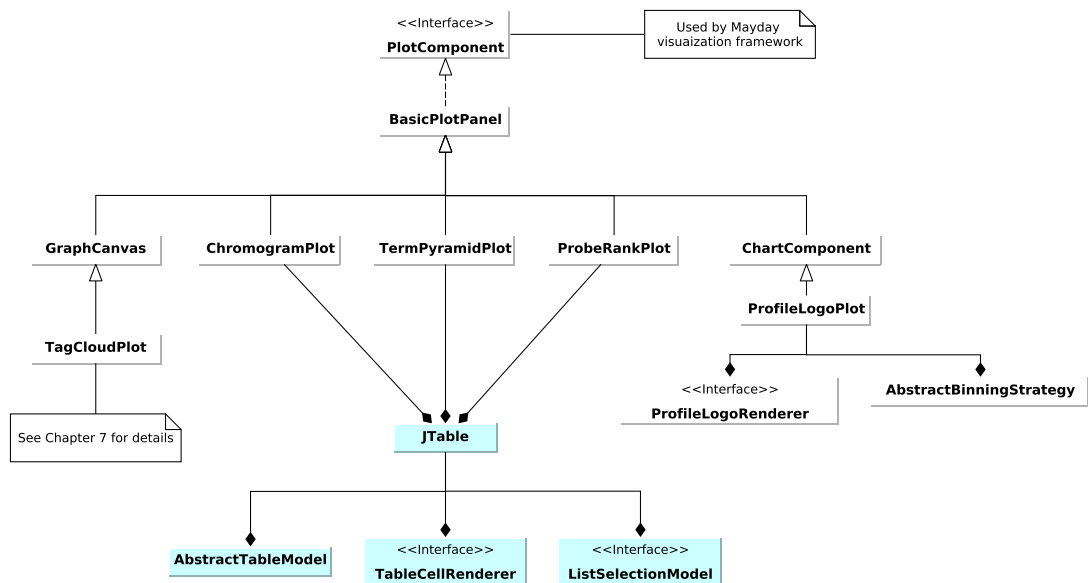 <<Interface>>
PlotComponent
Used by Mayday
visuaization framework
BasicPlotPanel
GraphCanvas
ChromogramPlot
TermPyramidPlot
ProbeRankPlot
ChartComponent
ProfileLogoPlot
TagCloudPlot
<<Interface>>
ProfileLogoRenderer
AbstractBinningStrategy
See Chapter 7 for details
JTable
AbstractTableModel
<<Interface>>
TableCellRenderer
<<Interface>>
ListSelectionModel